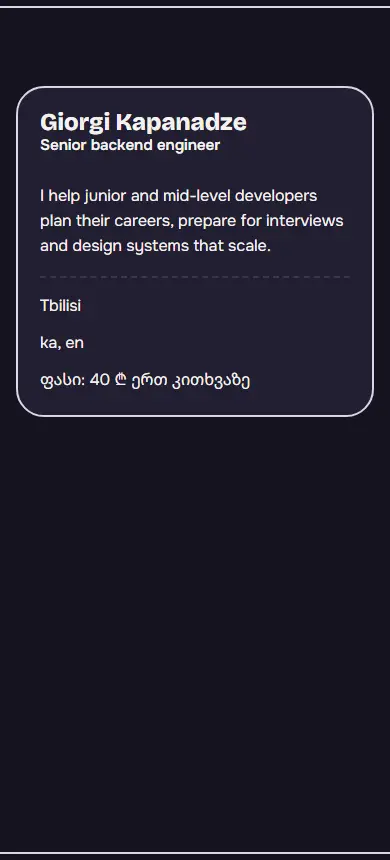 Giorgi Kapanadze
Senior backend engineer
I help junior and mid-level developers
plan their careers, prepare for interviews
and design systems that scale.
Tbilisi
ka, en
ფასი: 40 ₾ ერთ კითხვაზე